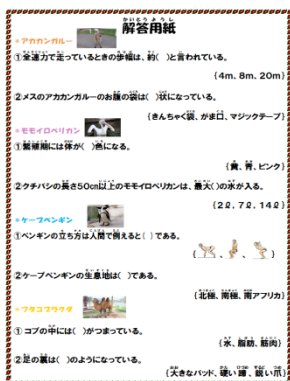 解答用紙
かいとうようし
*アカカンガルー
①全速力で走っているときの歩幅は、約( )と言われている。
{4m、8m、20m}
②メスのアカカンガルーのお腹の袋は( )状になっている。
{きんちゃく袋、がま口、マジックテープ}
*モモイロペリカン
①繁殖期には体が( )色になる。
{黄、青、ピンク}
②クチバシの長さ50cm以上のモモイロペリカンは、最大( )の水が入る。
{2ℓ、7ℓ、14ℓ}
*ケープペンギン
①ペンギンの立ち方は人間で例えると( )である。
{ 、 、 }
②ケープペンギンの生息地は( )である。
{北極、南極、南アフリカ}
*フタコブラクダ
①コブの中には( )がつまっている。
{水、脂肪、筋肉}
②足の裏は( )のようになっている。
{大きなパッド、硬い蹄、鋭い爪}